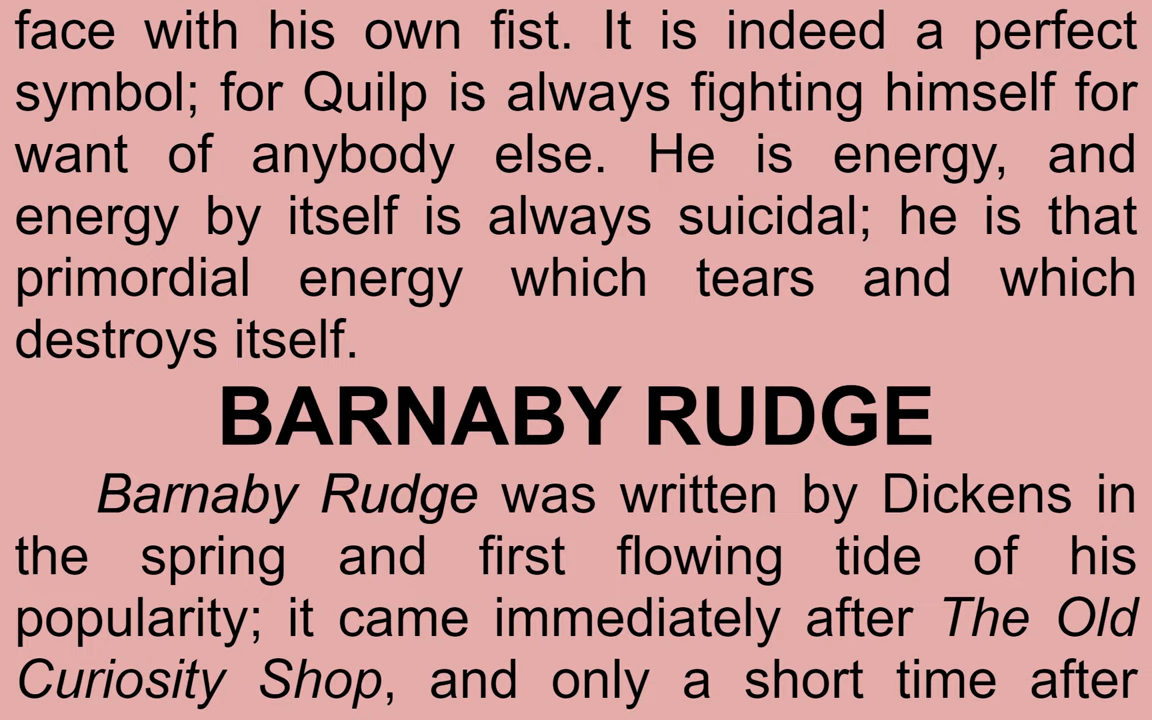 face with his own fist. It is indeed a perfect
symbol; for Quilp is always fighting himself for
want of anybody else. He is energy, and
energy by itself is always suicidal; he is that
primordial energy which tears and which
destroys itself.
BARNABY RUDGE
Barnaby Rudge was written by Dickens in
the spring and first flowing tide of his
popularity; it came immediately after The Old
Curiosity Shop, and only a short time after